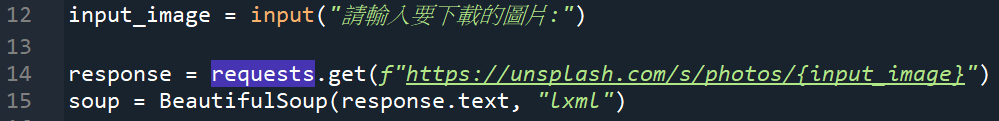 12 input_image = input("請輸入要下載的圖片:")
13
14 response = requests.get(f"https://unsplash.com/s/photos/{input_image}")
15 soup = BeautifulSoup(response.text, "lxml")